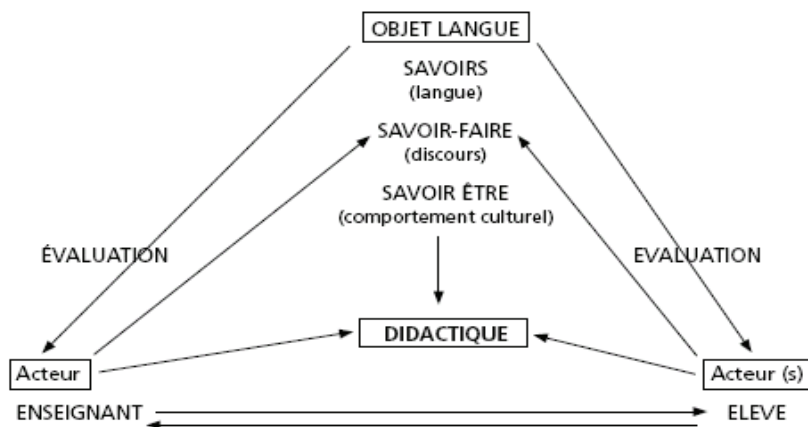 OBJET LANGUE
SAVOIRS
(langue)
SAVOIR-FAIRE
(discours)
SAVOIR ÊTRE
(comportement culturel)
ÉVALUATION
EVALUATION
DIDACTIQUE
Acteur
Acteur (s)
ENSEIGNANT
ELEVE